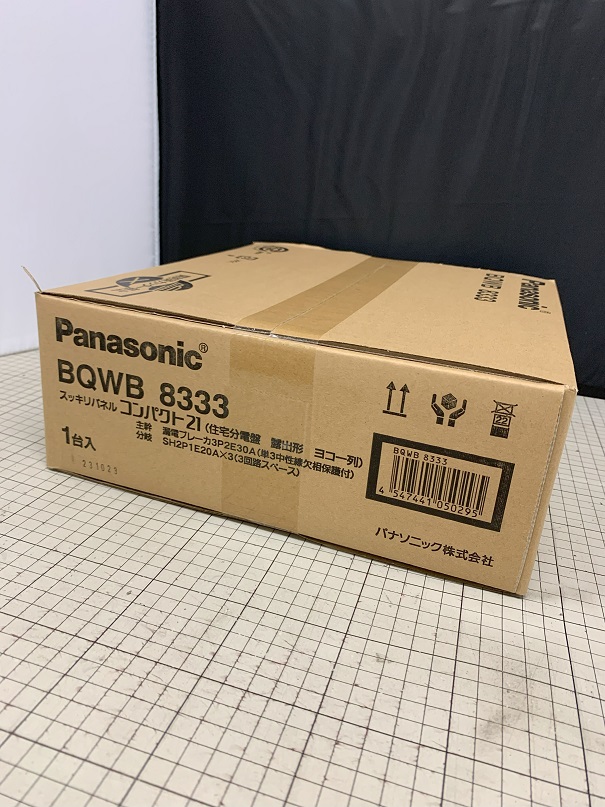 BQWB 8333
Panasonic
Panasonic®
BQWB 8333
スッキリパネル コンパクト21 (住宅分電盤 露出形 ヨコ一列)
主幹 漏電ブレーカ3P2E30A(単3中性線欠相保護付)
分岐 SH2P1E20A×3(3回路スペース)
1台入
231023
22
BQWB 8333
4 547441 050295
パナソニック株式会社